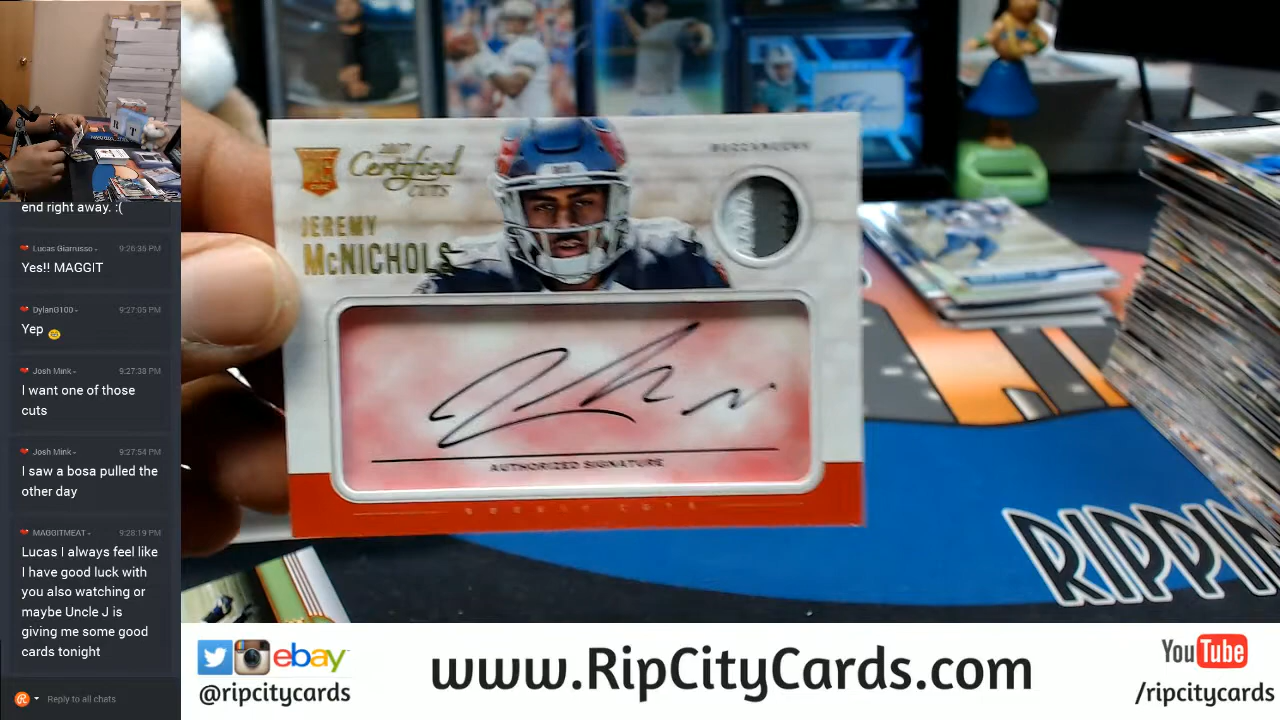 end right away. :(
Lucas Giarrusso
9:26:35 PM
Yes!! MAGGIT
DylanG100
9:27:05 PM
Yep
Josh Mink
9:27:38 PM
I want one of those
cuts
Josh Mink
9:27:54 PM
I saw a bosa pulled the
other day
MAGGITMEAT
9:28:19 PM
Lucas I always feel like
I have good luck with
you also watching or
maybe Uncle J is
giving me some good
cards tonight
Reply to all chats
2017
Certified
CUTS
BUCCANEERS
JEREMY
McNICHOLS
AUTHORIZED SIGNATURE
ROOKIE CUTS
RIPPIN
ebay
@ripcitycards
www.RipCityCards.com
YouTube
/ripcitycards